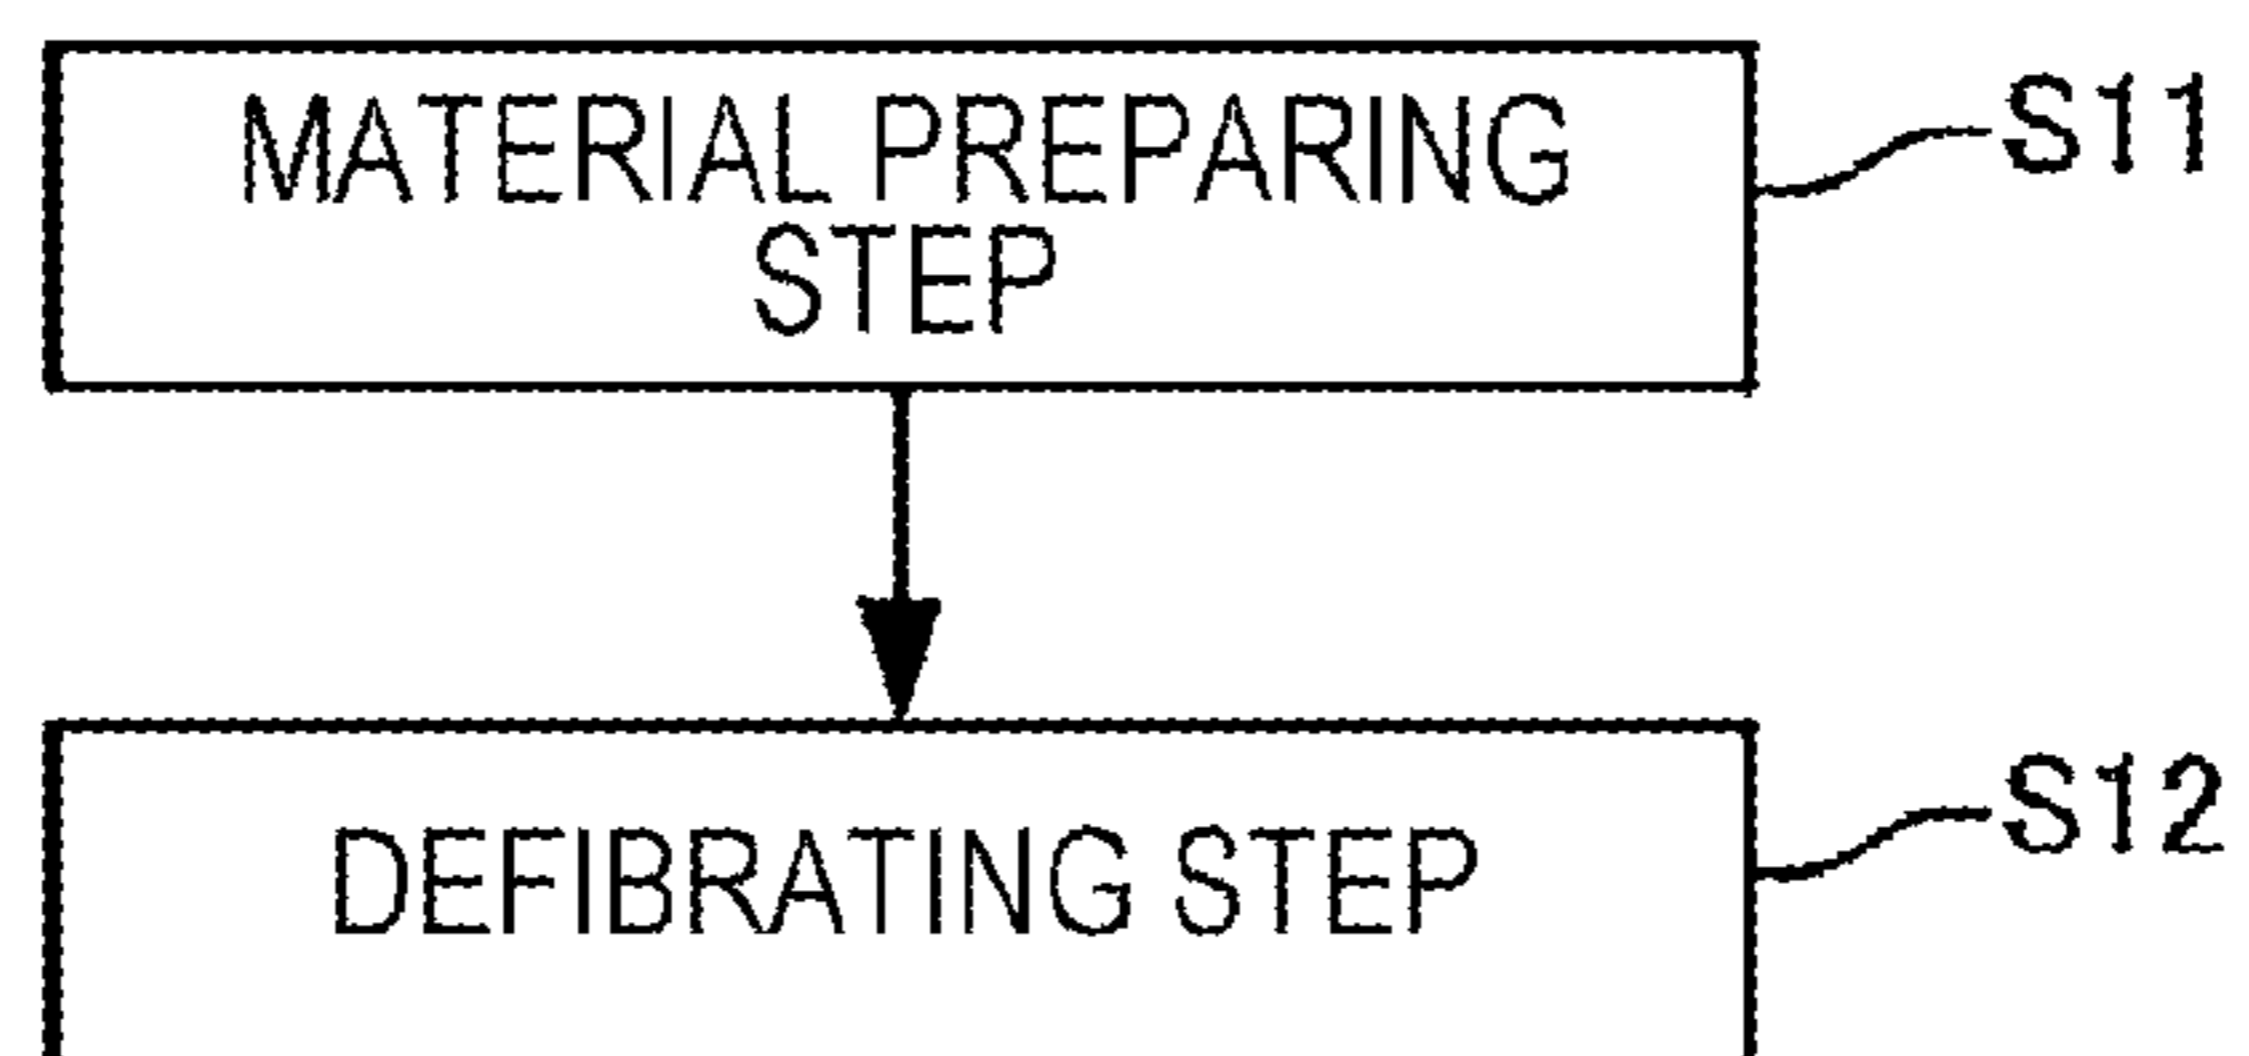 MATERIAL PREPARING
STEP
S11
DEFIBRATING STEP
S12